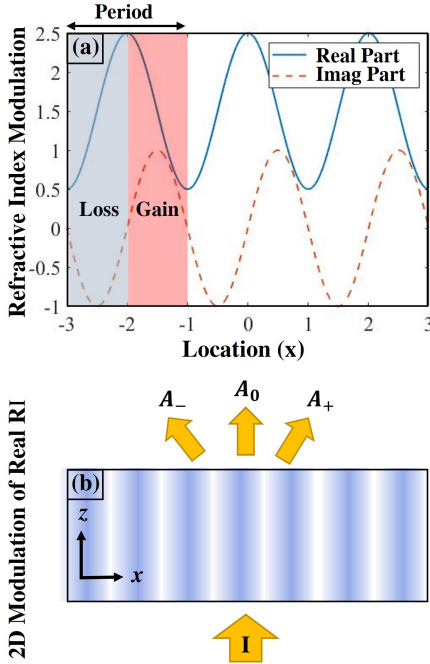 Period
(a)
Real Part
Imag Part
Refractive Index Modulation
2.5
2
1.5
1
0.5
0
-0.5
-1
Loss
Gain
-3
-2
-1
0
1
2
3
Location (x)
A₋
A₀
A₊
2D Modulation of Real RI
(b)
z
x
I